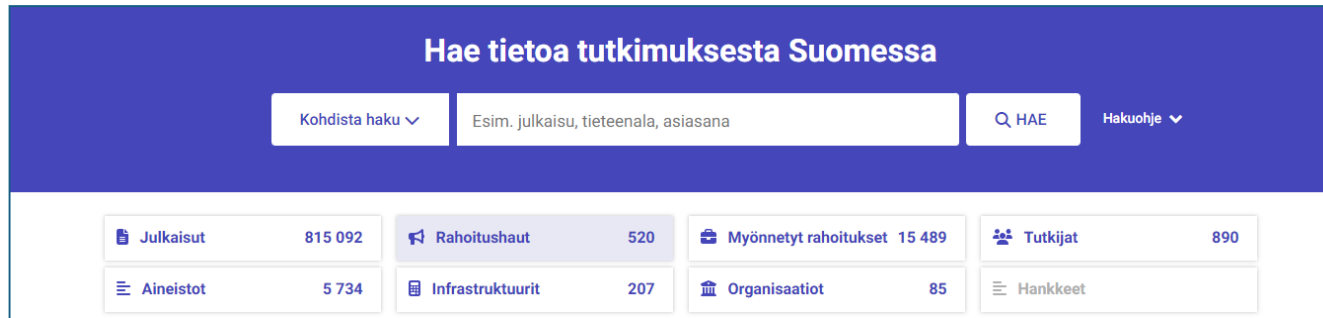 Hae tietoa tutkimuksesta Suomessa
Kohdista haku Esim. julkaisu, tieteenala, asiasana HAE Hakuohje
Julkaisut 815 092 Rahoitushaut 520 Myönnetyt rahoitukset 15 489 Tutkijat 890
Aineistot 5 734 Infrastruktuurit 207 Organisaatiot 85 Hankkeet